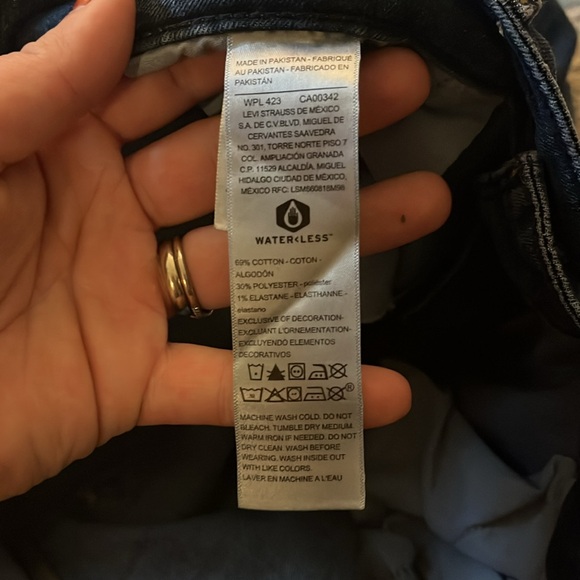 MADE IN PAKISTAN - FABRIQUE
AU PAKISTAN - FABRICADO EN
PAKISTÁN
WPL 423 CA00342
LEVI STRAUSS DE MÉXICO
S.A. DE C.V.BLVD. MIGUEL DE
CERVANTES SAAVEDRA
NO. 301, TORRE NORTE PISO 7
COL. AMPLIACIÓN GRANADA
C.P. 11529 ALCALDÍA, MIGUEL
HIDALGO CIUDAD DE MÉXICO,
MÉXICO RFC: LSM860818M98
WATER<LESS™
69% COTTON - COTON -
ALGODÓN
30% POLYESTER - polyester -
1% ELASTANE - ELASTHANNE -
elastano
EXCLUSIVE OF DECORATION-
EXCLUANT L'ORNEMENTATION-
EXCLUYENDO ELEMENTOS
DECORATIVOS
®
MACHINE WASH COLD. DO NOT
BLEACH. TUMBLE DRY MEDIUM
WARM IRON IF NEEDED. DO NOT
DRY CLEAN WASH BEFORE
WEARING. WASH INSIDE OUT
WITH LIKE COLORS.
LAVER EN MACHINE A L'EAU